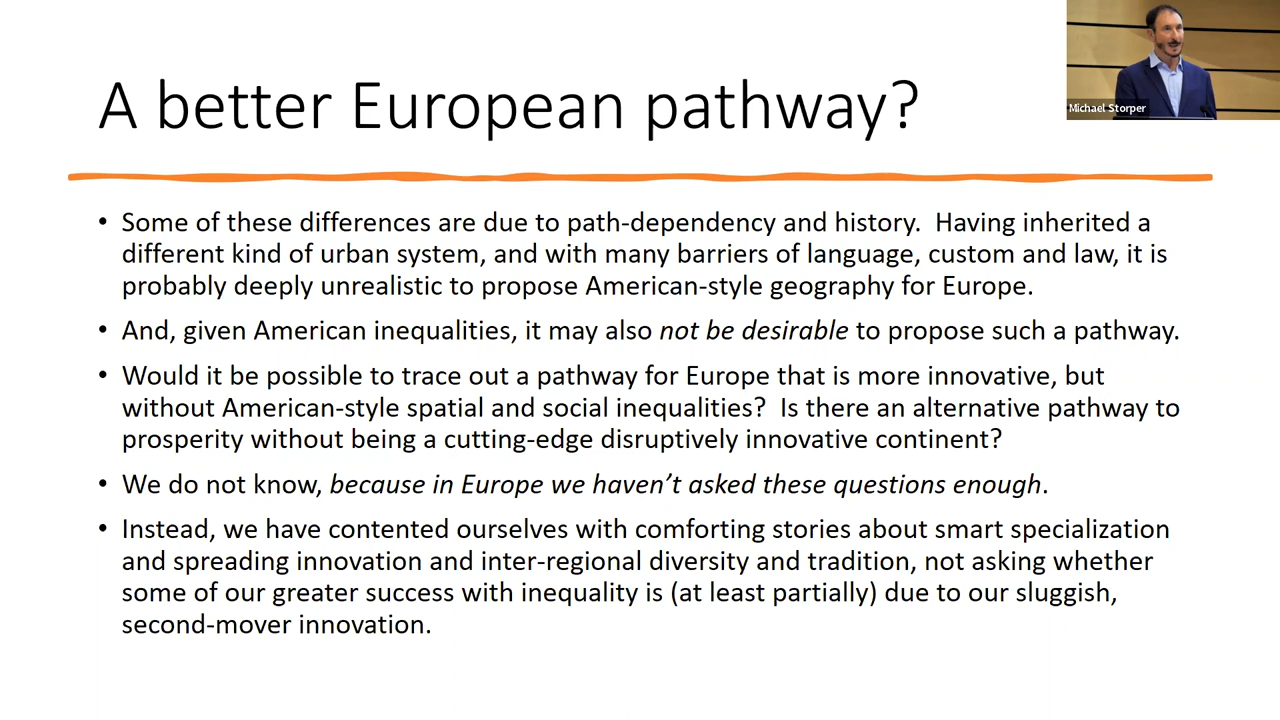 A better European pathway?
Michael Storper
• Some of these differences are due to path-dependency and history.  Having inherited a
different kind of urban system, and with many barriers of language, custom and law, it is
probably deeply unrealistic to propose American-style geography for Europe.
• And, given American inequalities, it may also not be desirable to propose such a pathway.
• Would it be possible to trace out a pathway for Europe that is more innovative, but
without American-style spatial and social inequalities?  Is there an alternative pathway to
prosperity without being a cutting-edge disruptively innovative continent?
• We do not know, because in Europe we haven’t asked these questions enough.
• Instead, we have contented ourselves with comforting stories about smart specialization
and spreading innovation and inter-regional diversity and tradition, not asking whether
some of our greater success with inequality is (at least partially) due to our sluggish,
second-mover innovation.